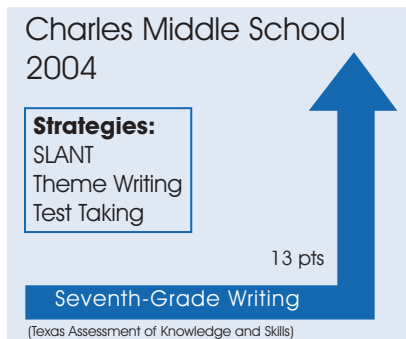 Charles Middle School
2004
Strategies:
SLANT
Theme Writing
Test Taking
13 pts
Seventh-Grade Writing
(Texas Assessment of Knowledge and Skills)